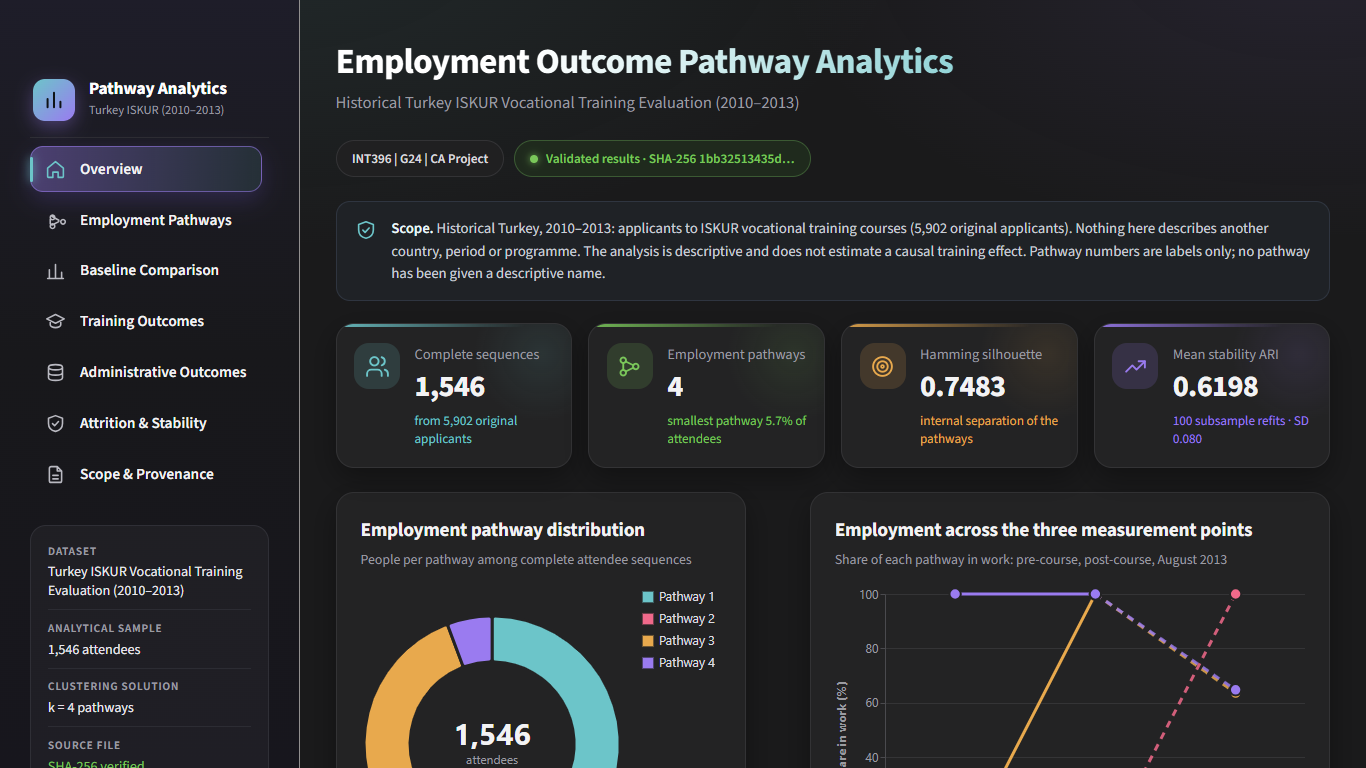 Pathway Analytics
Turkey ISKUR (2010–2013)
Overview
Employment Pathways
Baseline Comparison
Training Outcomes
Administrative Outcomes
Attrition & Stability
Scope & Provenance
DATASET
Turkey ISKUR Vocational Training
Evaluation (2010–2013)
ANALYTICAL SAMPLE
1,546 attendees
CLUSTERING SOLUTION
k = 4 pathways
SOURCE FILE
SHA-256 verified
Employment Outcome Pathway Analytics
Historical Turkey ISKUR Vocational Training Evaluation (2010–2013)
INT396 | G24 | CA Project
Validated results · SHA-256 1bb32513435d…
Scope. Historical Turkey, 2010–2013: applicants to ISKUR vocational training courses (5,902 original applicants). Nothing here describes another
country, period or programme. The analysis is descriptive and does not estimate a causal training effect. Pathway numbers are labels only; no pathway
has been given a descriptive name.
Complete sequences
1,546
from 5,902 original
applicants
Employment pathways
4
smallest pathway 5.7% of
attendees
Hamming silhouette
0.7483
internal separation of the
pathways
Mean stability ARI
0.6198
100 subsample refits · SD
0.080
Employment pathway distribution
People per pathway among complete attendee sequences
Pathway 1
Pathway 2
Pathway 3
Pathway 4
1,546
attendees
Employment across the three measurement points
Share of each pathway in work: pre-course, post-course, August 2013
100
80
60
40
are in work (%)